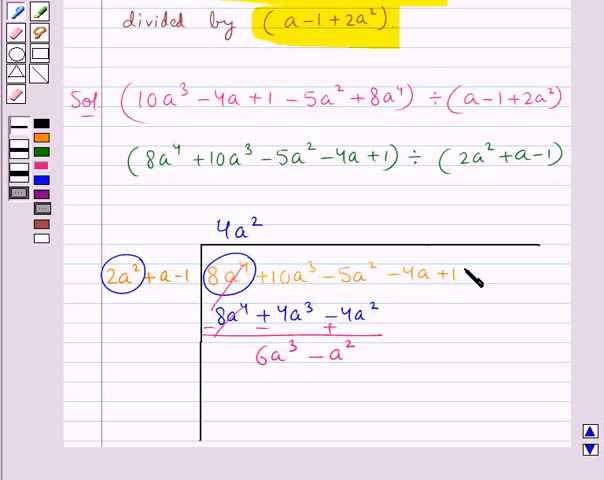 divided by (a-1+2a²).
Sol. (10a³ -4a+1 -5a² +8a⁴) ÷ (a-1+2a²)
(8a⁴ +10a³ -5a² -4a+1) ÷ (2a²+a-1)
4a²
2a²+a-1 8a⁴ +10a³ -5a² -4a+1
8a⁴ + 4a³ -4a²
- - +
6a³ - a²